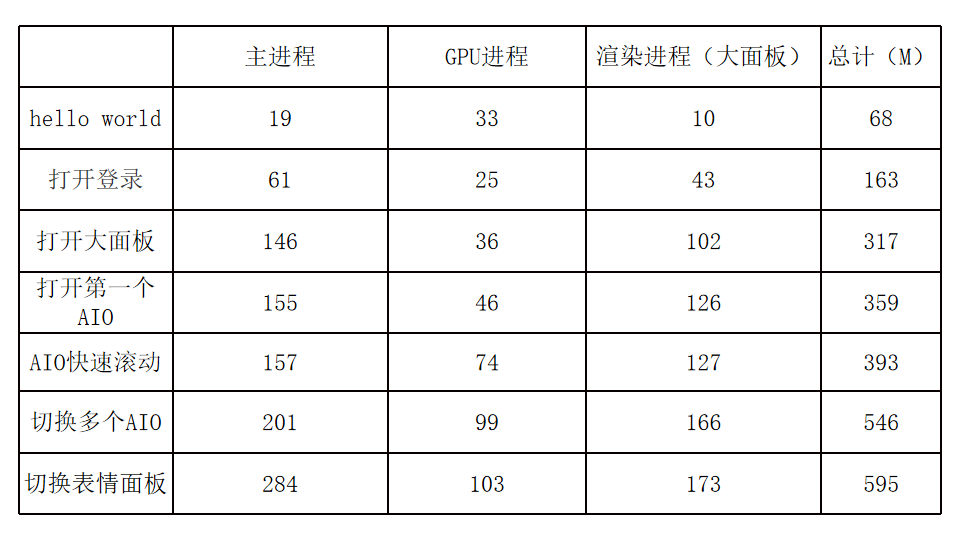 主进程 GPU进程 渲染进程（大面板） 总计（M）
hello world 19 33 10 68
打开登录 61 25 43 163
打开大面板 146 36 102 317
打开第一个
AIO 155 46 126 359
AIO快速滚动 157 74 127 393
切换多个AIO 201 99 166 546
切换表情面板 284 103 173 595